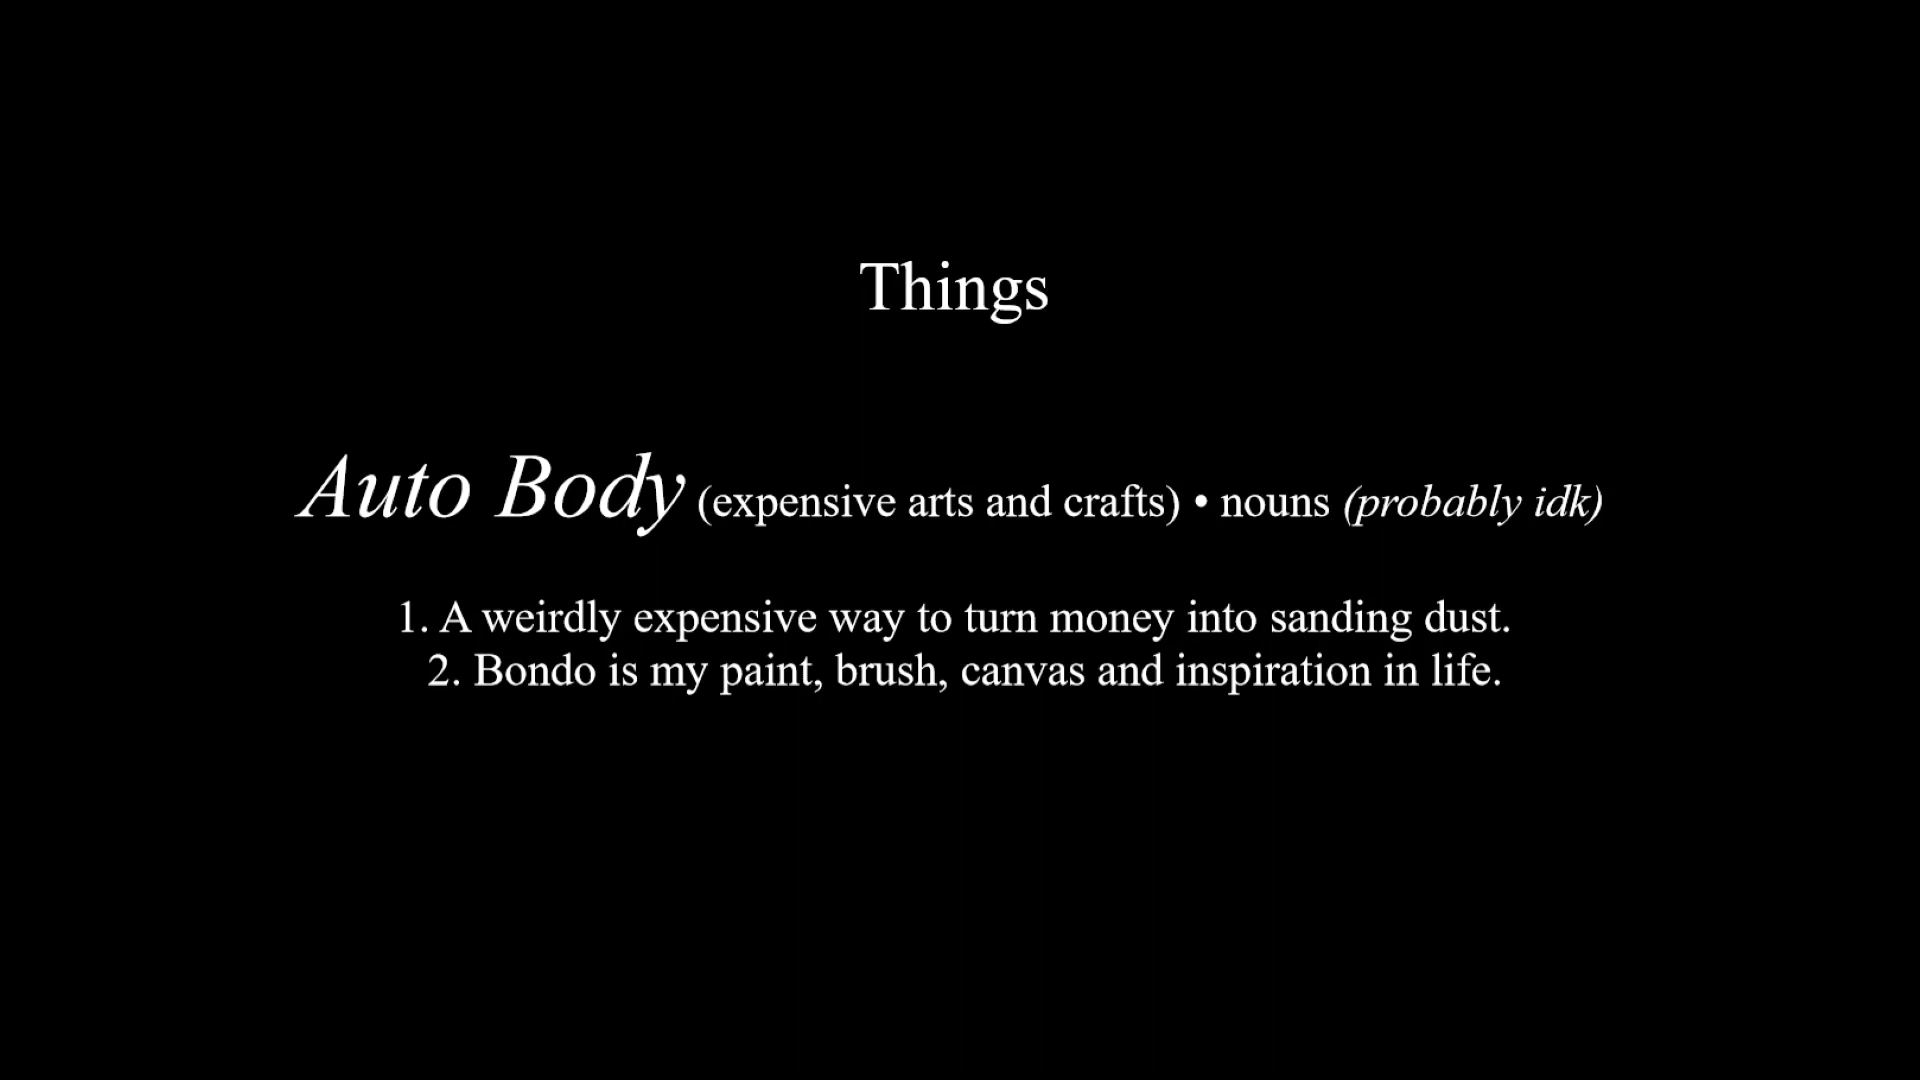 Things
Auto Body (expensive arts and crafts) • nouns (probably idk)
1. A weirdly expensive way to turn money into sanding dust.
2. Bondo is my paint, brush, canvas and inspiration in life.